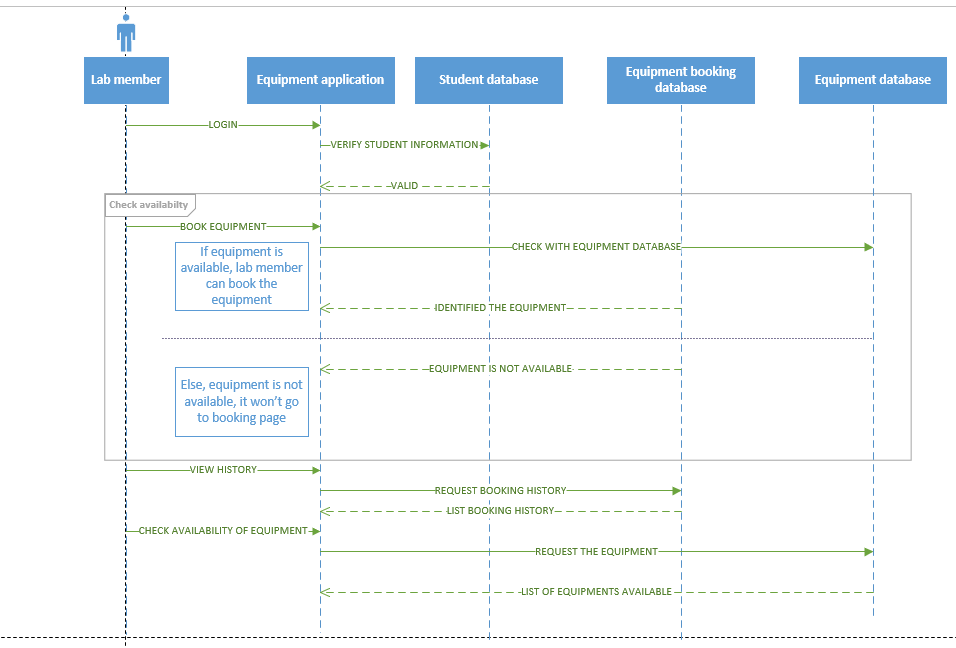 Lab member
Equipment application
Student database
Equipment booking
database
Equipment database
LOGIN
VERIFY STUDENT INFORMATION
VALID
Check availabilty
BOOK EQUIPMENT
If equipment is
available, lab member
can book the
equipment
CHECK WITH EQUIPMENT DATABASE
IDENTIFIED THE EQUIPMENT
EQUIPMENT IS NOT AVAILABLE
Else, equipment is not
available, it won't go
to booking page
VIEW HISTORY
REQUEST BOOKING HISTORY
LIST BOOKING HISTORY
CHECK AVAILABILITY OF EQUIPMENT
REQUEST THE EQUIPMENT
LIST OF EQUIPMENTS AVAILABLE